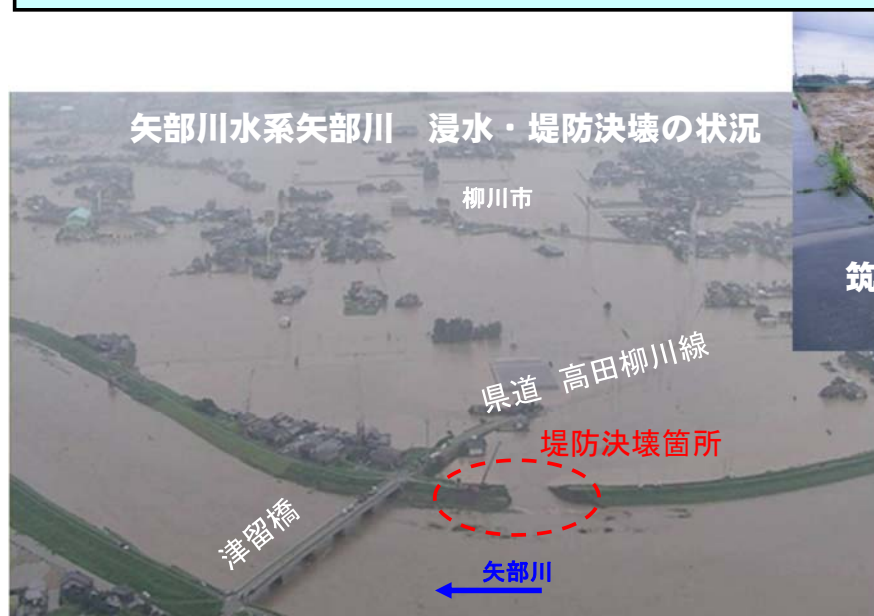 矢部川水系矢部川　浸水・堤防決壊の状況
柳川市
筑
県道　高田柳川線
堤防決壊箇所
津留橋
矢部川